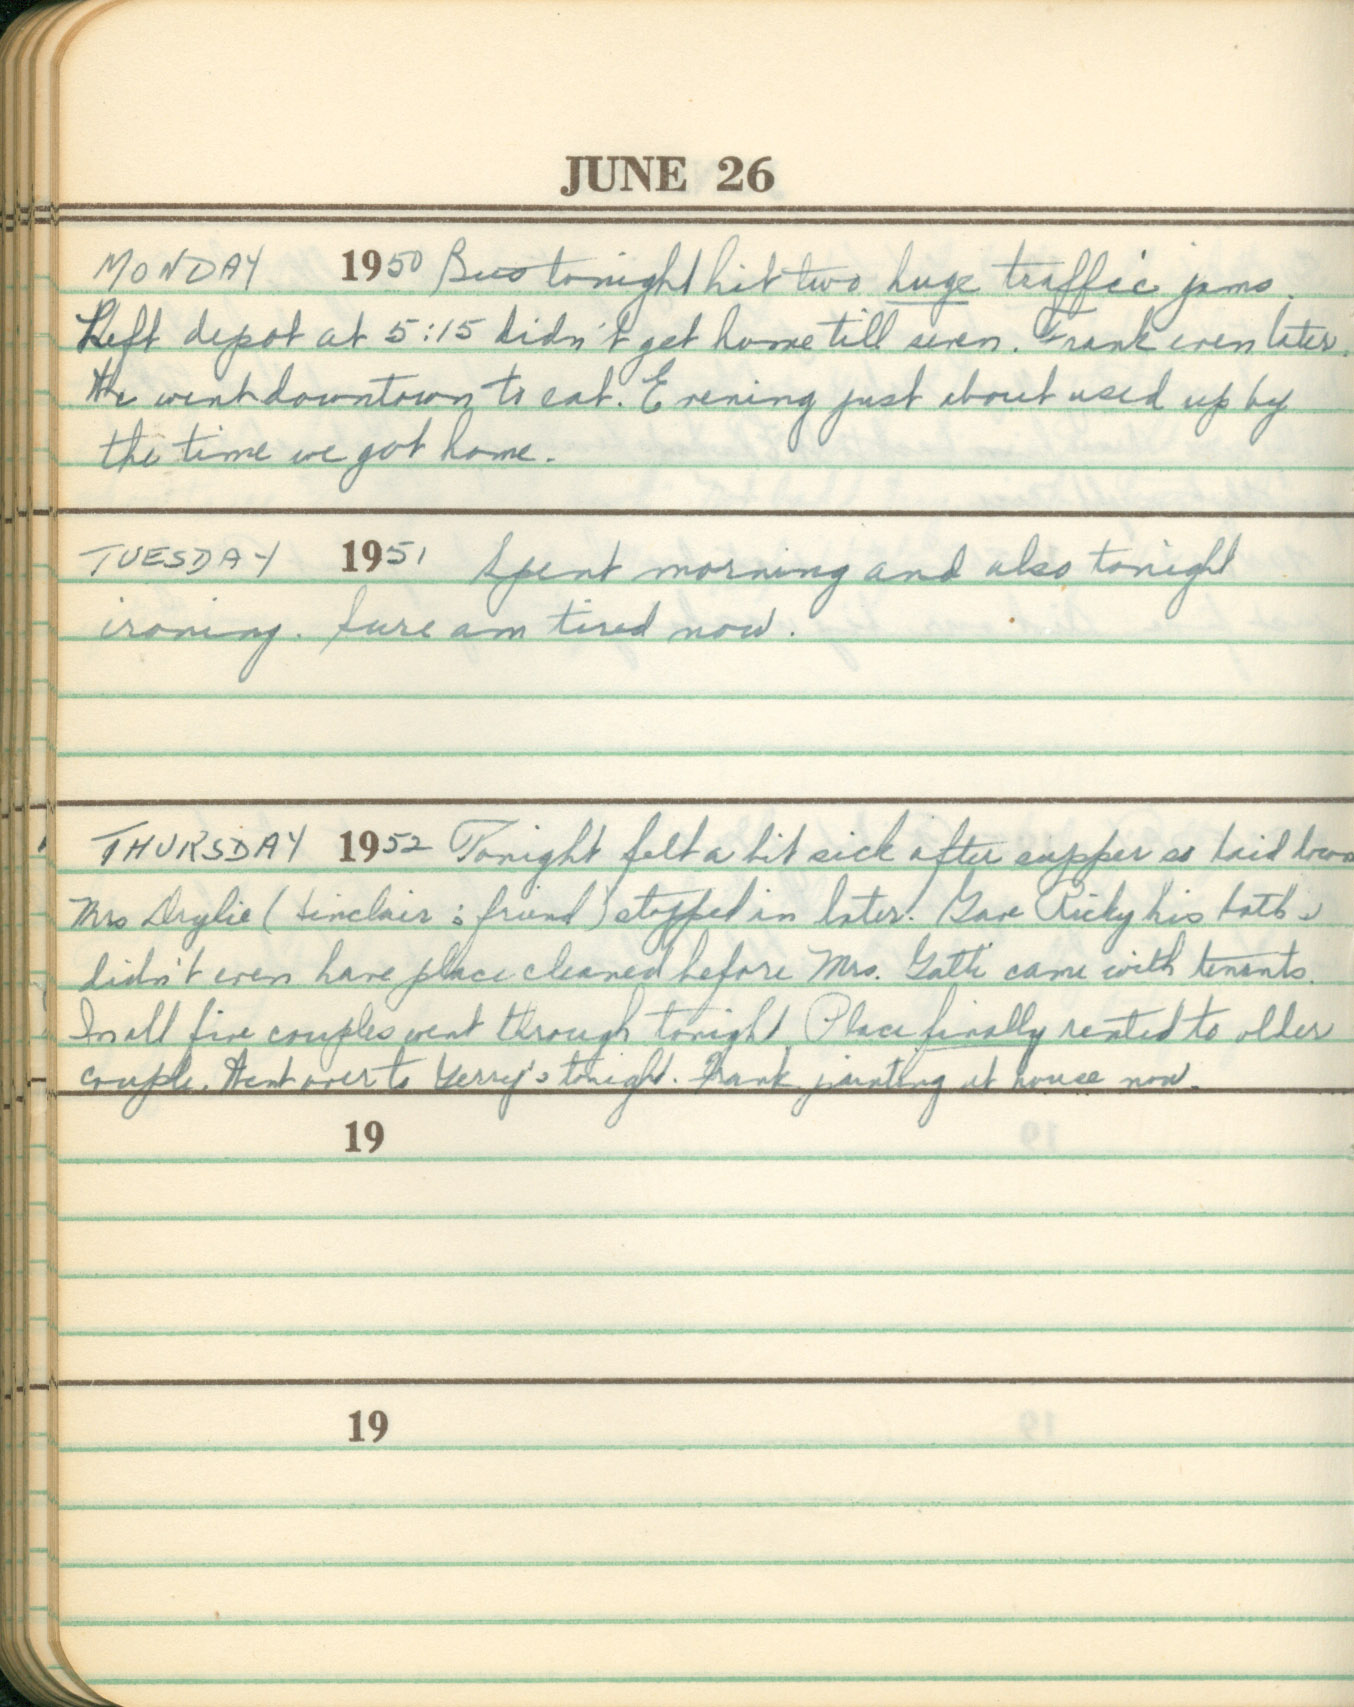 JUNE 26
MONDAY 1950 Bus tonight hit two huge traffic jams.
Left depot at 5:15 didn't get home till seven. Frank even later.
He went downtown to eat. Evening just about used up by
the time we got home.
TUESDAY 1951 Spent morning and also tonight
ironing. Sure am tired now.
THURSDAY 1952 Tonight felt a bit sick after supper so laid down
Mrs (Sinclair's friend) stopped in later. Gave Ricky his bath &
didn't even have place cleaned before Mrs. Gatti came with tenants.
In all five couples went through tonight. Place finally rented to older
couple. Went over to Gerry's tonight. Frank painting at house now.
19
19